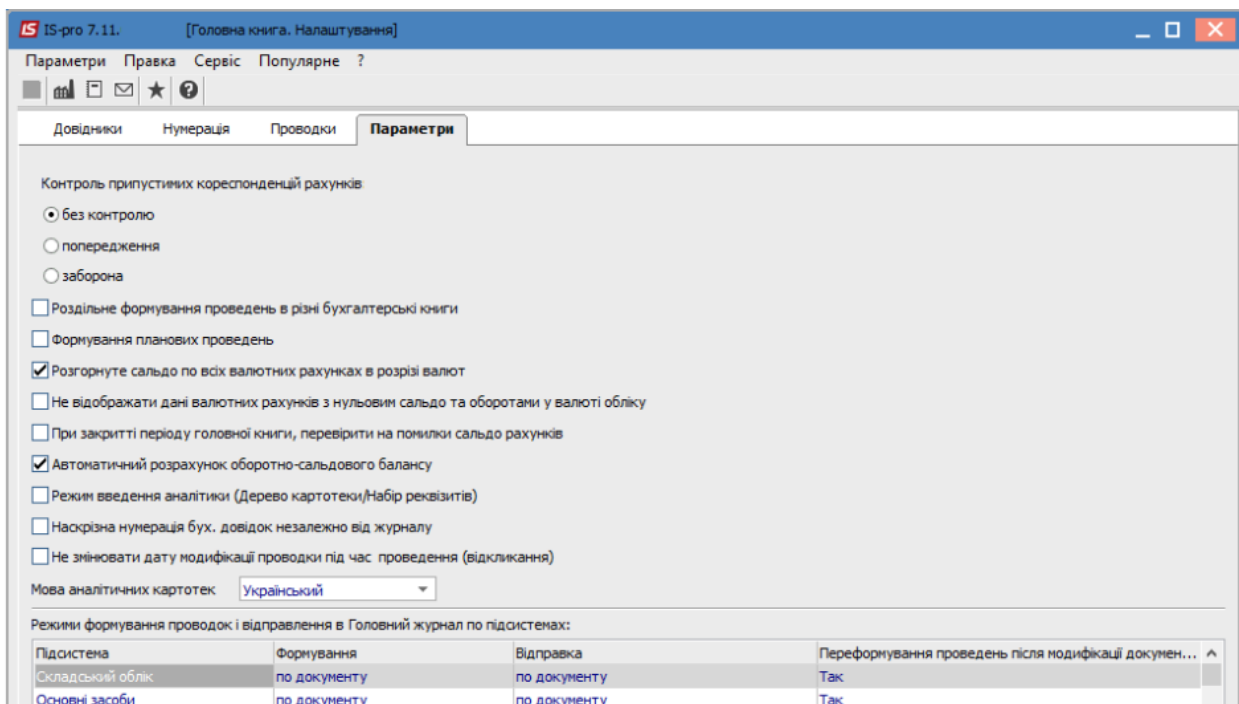 IS-pro 7.11. [Головна книга. Налаштування]
Параметри Правка Сервіс Популярне ?
Довідники Нумерація Проводки Параметри
Контроль припустимих кореспонденцій рахунків
без контролю
попередження
заборона
Роздільне формування проведень в різні бухгалтерські книги
Формування планових проведень
Розгорнуте сальдо по всіх валютних рахунках в розрізі валют
Не відображати дані валютних рахунків з нульовим сальдо та оборотами у валюті обліку
При закритті періоду головної книги, перевірити на помилки сальдо рахунків
Автоматичний розрахунок оборотно-сальдового балансу
Режим введення аналітики (Дерево картотеки/Набір реквізитів)
Наскрізна нумерація бух. довідок незалежно від журналу
Не змінювати дату модифікації проводки під час проведення (відкликання)
Мова аналітичних картотек Український
Режими формування проводок і відправлення в Головний журнал по підсистемах:
Підсистема Формування Відправка Переформування проведень після модифікації докумен...
Складський облік по документу по документу Так
Основні засоби по документу по документу Так